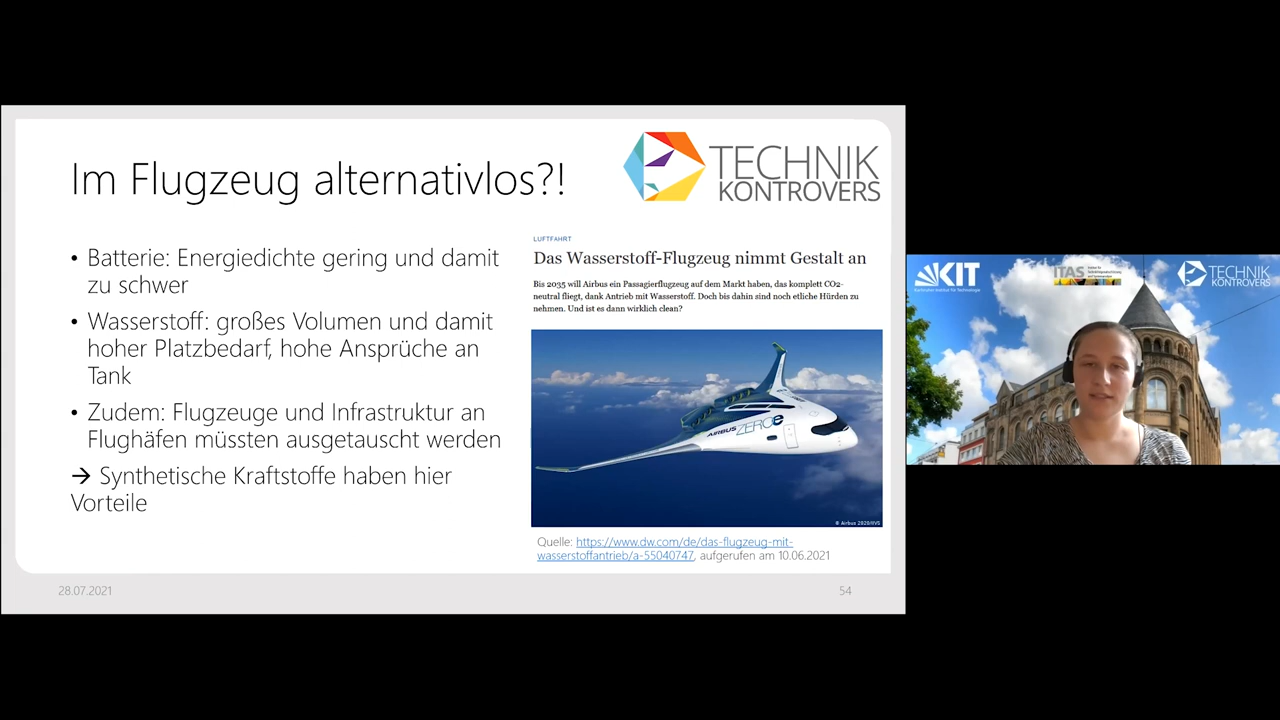 Im Flugzeug alternativlos?!
TECHNIK
KONTROVERS
• Batterie: Energiedichte gering und damit
zu schwer
• Wasserstoff: großes Volumen und damit
hoher Platzbedarf, hohe Ansprüche an
Tank
• Zudem: Flugzeuge und Infrastruktur an
Flughäfen müssten ausgetauscht werden
→ Synthetische Kraftstoffe haben hier
Vorteile
LUFTFAHRT
Das Wasserstoff-Flugzeug nimmt Gestalt an
Bis 2035 will Airbus ein Passagierflugzeug auf dem Markt haben, das komplett CO2-
neutral fliegt, dank Antrieb mit Wasserstoff. Doch bis dahin sind noch etliche Hürden zu
nehmen. Und ist es dann wirklich clean?
AIRBUS ZEROe
© Airbus 2020/IIVS
Quelle: https://www.dw.com/de/das-flugzeug-mit-
wasserstoffantrieb/a-55040747, aufgerufen am 10.06.2021
28.07.2021
54
KIT
Karlsruher Institut für Technologie
ITAS
TECHNIK
KONTROVERS